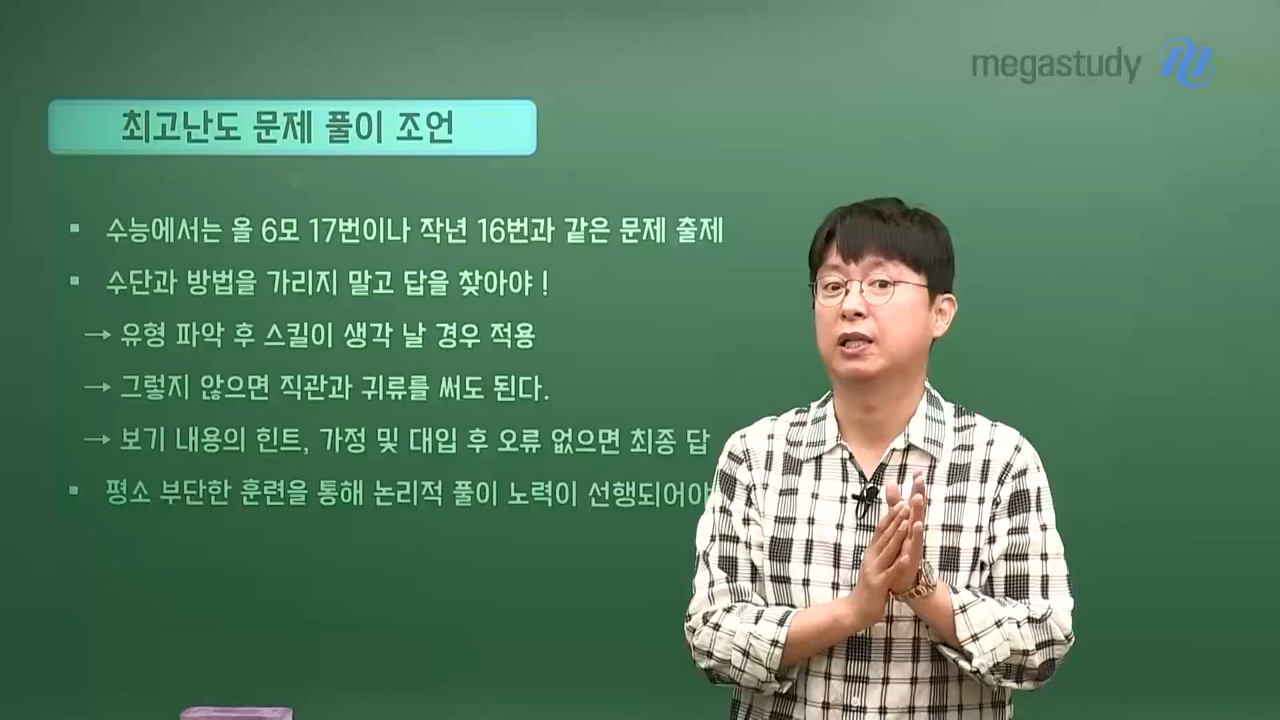 megastudy
최고난도 문제 풀이 조언
▪ 수능에서는 올 6모 17번이나 작년 16번과 같은 문제 출제
▪ 수단과 방법을 가리지 말고 답을 찾아야 !
→ 유형 파악 후 스킬이 생각 날 경우 적용
→ 그렇지 않으면 직관과 귀류를 써도 된다.
→ 보기 내용의 힌트, 가정 및 대입 후 오류 없으면 최종 답
▪ 평소 부단한 훈련을 통해 논리적 풀이 노력이 선행되어야